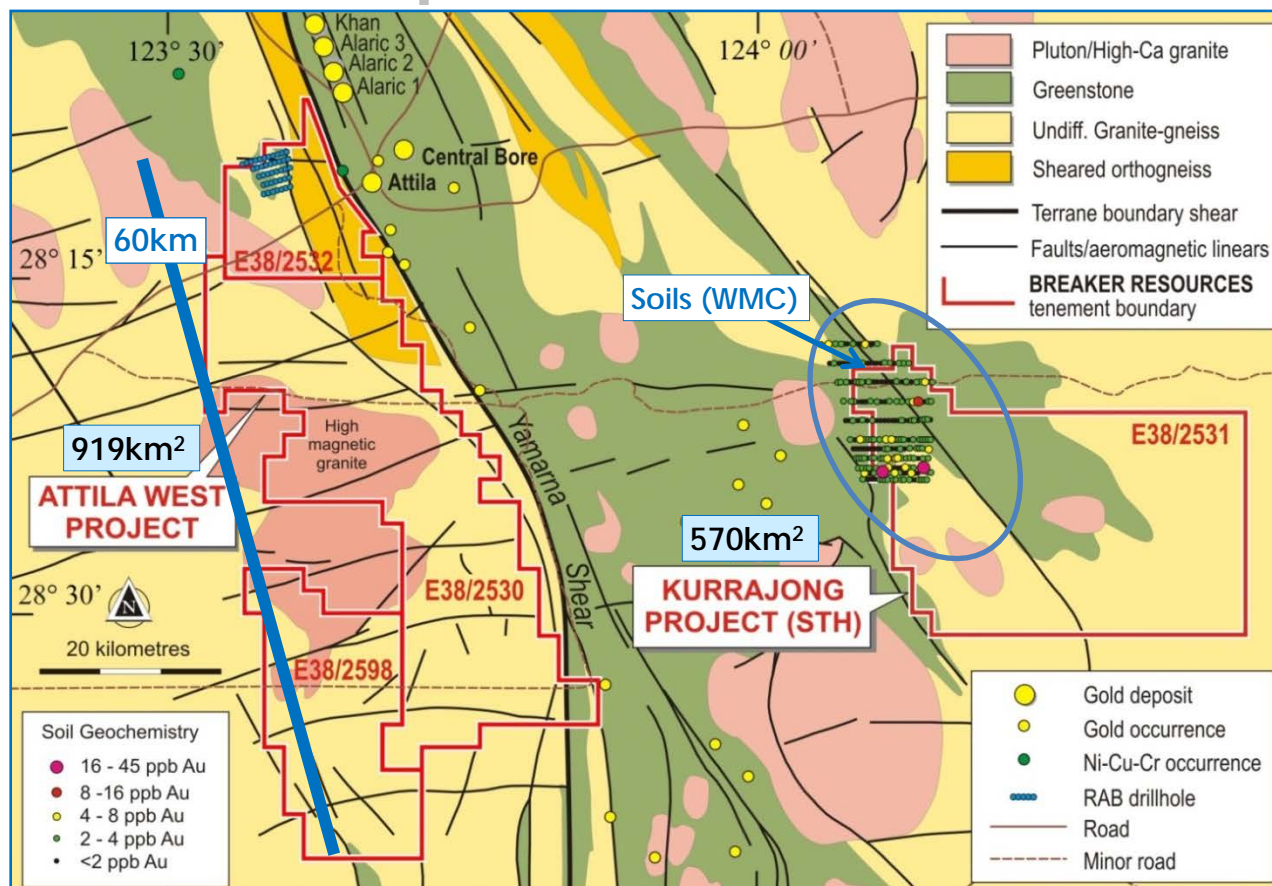 123° 30'
124° 00'
Khan
Alaric 3
Alaric 2
Alaric 1
Central Bore
Attila
60km
28° 15'
E38/2532
Soils (WMC)
919km²
High
magnetic
granite
ATTILA WEST
PROJECT
Yamarna
Shear
E38/2531
570km²
KURRAJONG
PROJECT (STH)
28° 30'
N
E38/2530
20 kilometres
E38/2598
Pluton/High-Ca granite
Greenstone
Undiff. Granite-gneiss
Sheared orthogneiss
Terrane boundary shear
Faults/aeromagnetic linears
BREAKER RESOURCES
tenement boundary
Soil Geochemistry
16 - 45 ppb Au
8 -16 ppb Au
4 - 8 ppb Au
2 - 4 ppb Au
<2 ppb Au
Gold deposit
Gold occurrence
Ni-Cu-Cr occurrence
RAB drillhole
Road
Minor road